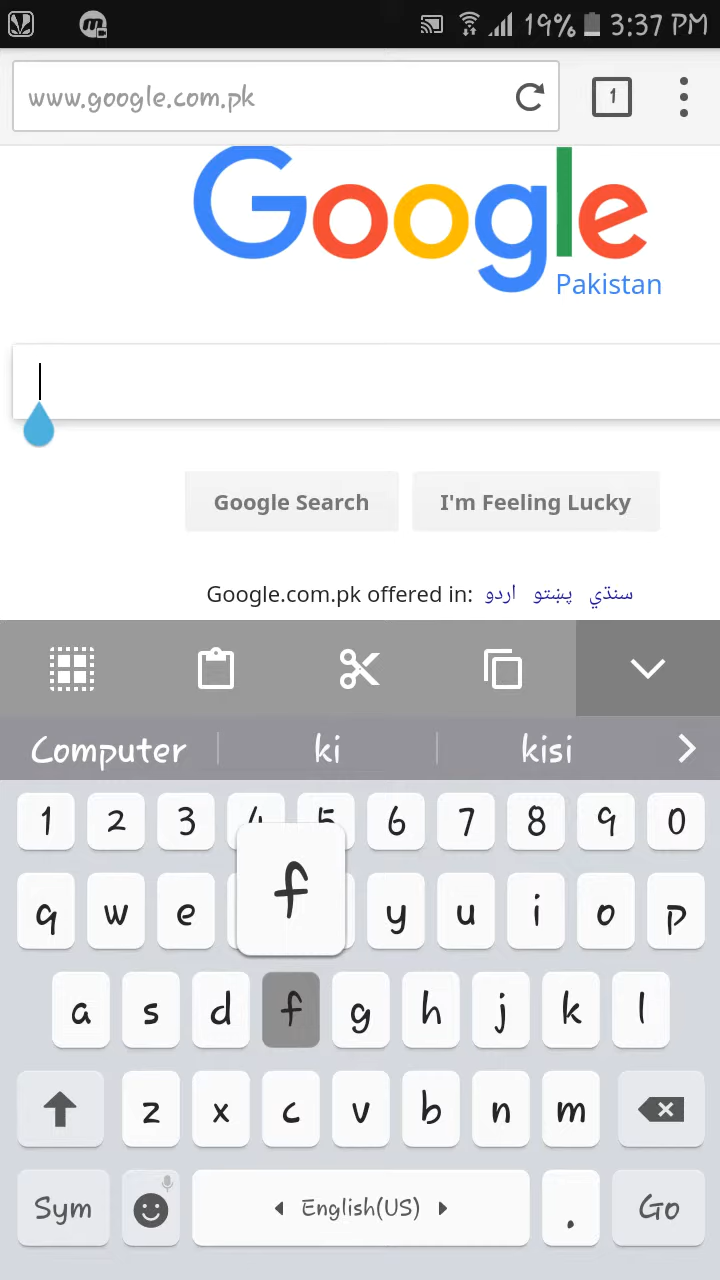 19% 3:37 PM
www.google.com.pk 1
Google
Pakistan
Google Search I'm Feeling Lucky
Google.com.pk offered in: اردو پښتو سنڌي
Computer ki kisi
1 2 3 4 5 6 7 8 9 0
f
q w e y u i o p
a s d f g h j k l
z x c v b n m
Sym English(US) . Go